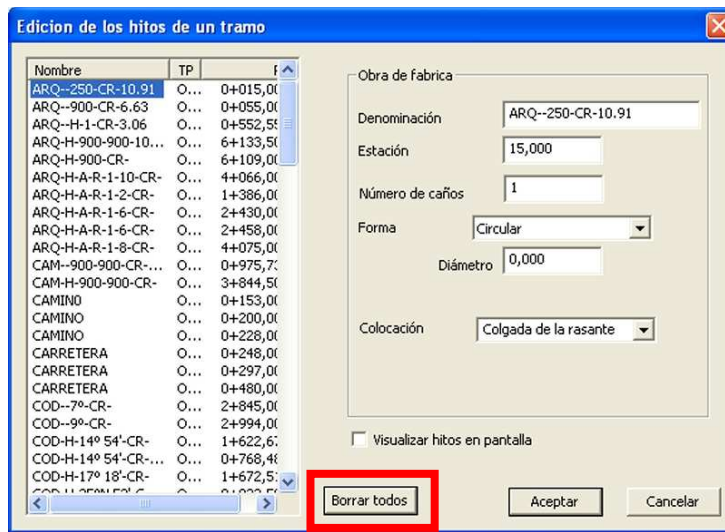 Edicion de los hitos de un tramo
Nombre TP
ARQ--250-CR-10.91 O... 0+015,00
ARQ--900-CR-6.63 O... 0+055,00
ARQ--H-1-CR-3.06 O... 0+552,55
ARQ-H-900-900-10... O... 6+133,50
ARQ-H-900-CR- O... 6+109,00
ARQ-H-A-R-1-10-CR- O... 4+066,00
ARQ-H-A-R-1-2-CR- O... 1+386,00
ARQ-H-A-R-1-6-CR- O... 2+430,00
ARQ-H-A-R-1-6-CR- O... 2+458,00
ARQ-H-A-R-1-8-CR- O... 4+075,00
CAM--900-900-CR-... O... 0+975,73
CAM-H-900-900-CR- O... 3+844,50
CAMINO O... 0+153,00
CAMINO O... 0+200,00
CAMINO O... 0+228,00
CARRETERA O... 0+248,00
CARRETERA O... 0+297,00
CARRETERA O... 0+480,00
COD--7º-CR- O... 2+845,00
COD--9º-CR- O... 2+994,00
COD-H-14º 54'-CR- O... 1+622,67
COD-H-14º 54'-CR-... O... 0+768,48
COD-H-17º 18'-CR- O... 1+672,5
Obra de fabrica
Denominación ARQ--250-CR-10.91
Estación 15,000
Número de caños 1
Forma Circular
Diámetro 0,000
Colocación Colgada de la rasante
Visualizar hitos en pantalla
Borrar todos Aceptar Cancelar